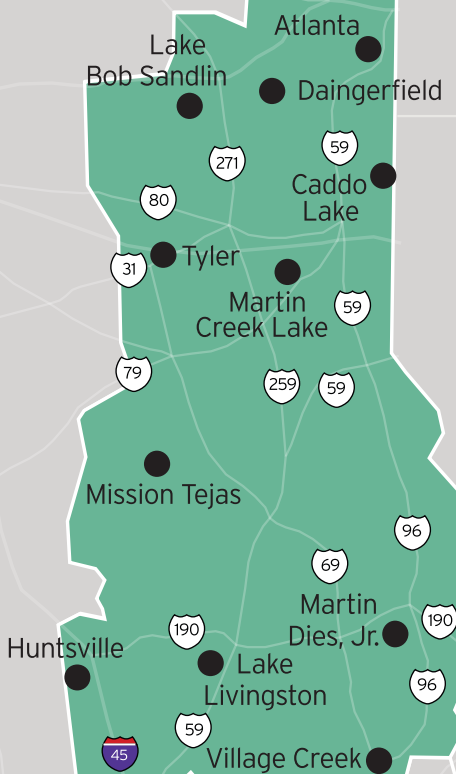 Atlanta
Lake
Bob Sandlin
Daingerfield
59
271
Caddo
Lake
80
Tyler
31
Martin
Creek Lake
59
79
259
59
Mission Tejas
96
69
Martin
Dies, Jr.
190
190
Huntsville
Lake
Livingston
96
59
45
Village Creek